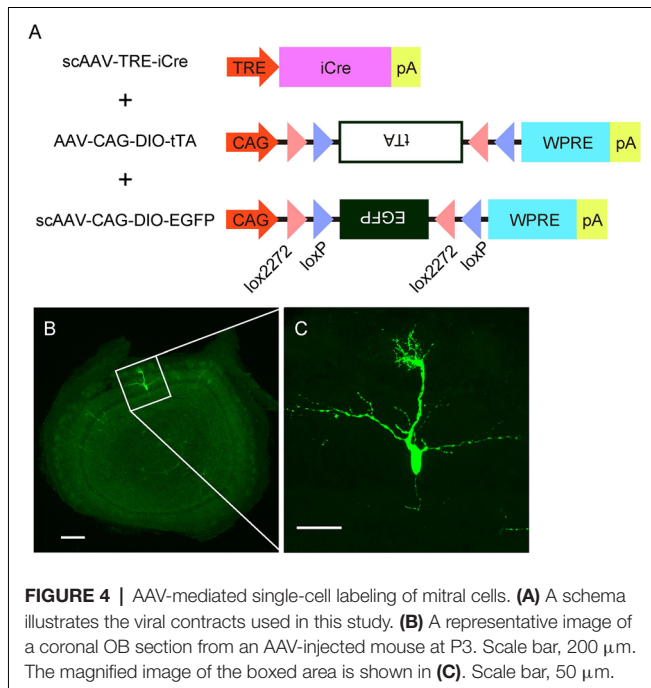 A
scAAV-TRE-iCre
TRE iCre pA
+
AAV-CAG-DIO-tTA
CAG tTA WPRE pA
+
scAAV-CAG-DIO-EGFP
CAG EGFP WPRE pA
lox2272 loxP lox2272 loxP
B
C
FIGURE 4 | AAV-mediated single-cell labeling of mitral cells. (A) A schema
illustrates the viral contracts used in this study. (B) A representative image of
a coronal OB section from an AAV-injected mouse at P3. Scale bar, 200 μm.
The magnified image of the boxed area is shown in (C). Scale bar, 50 μm.